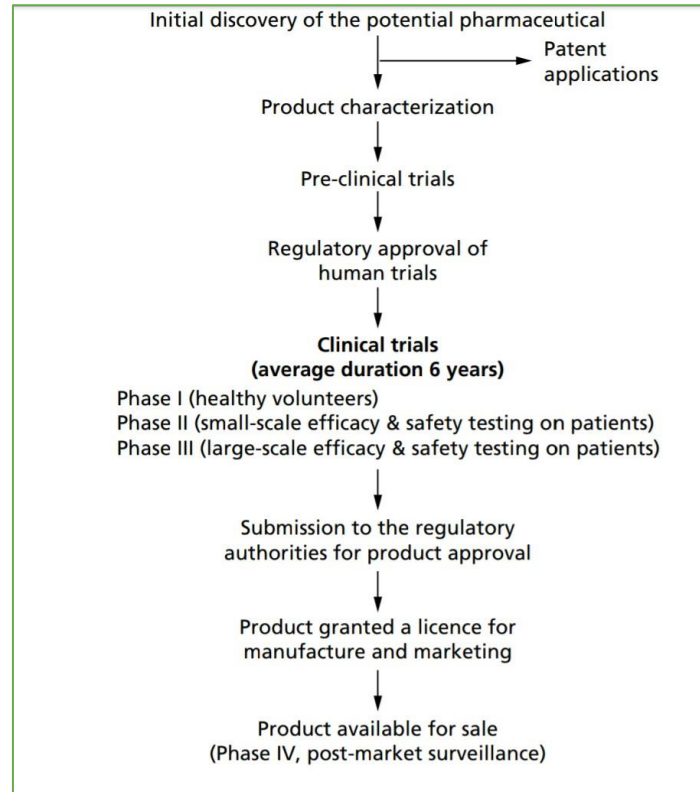 Initial discovery of the potential pharmaceutical
Patent
applications
Product characterization
Pre-clinical trials
Regulatory approval of
human trials
Clinical trials
(average duration 6 years)
Phase I (healthy volunteers)
Phase II (small-scale efficacy & safety testing on patients)
Phase III (large-scale efficacy & safety testing on patients)
Submission to the regulatory
authorities for product approval
Product granted a licence for
manufacture and marketing
Product available for sale
(Phase IV, post-market surveillance)